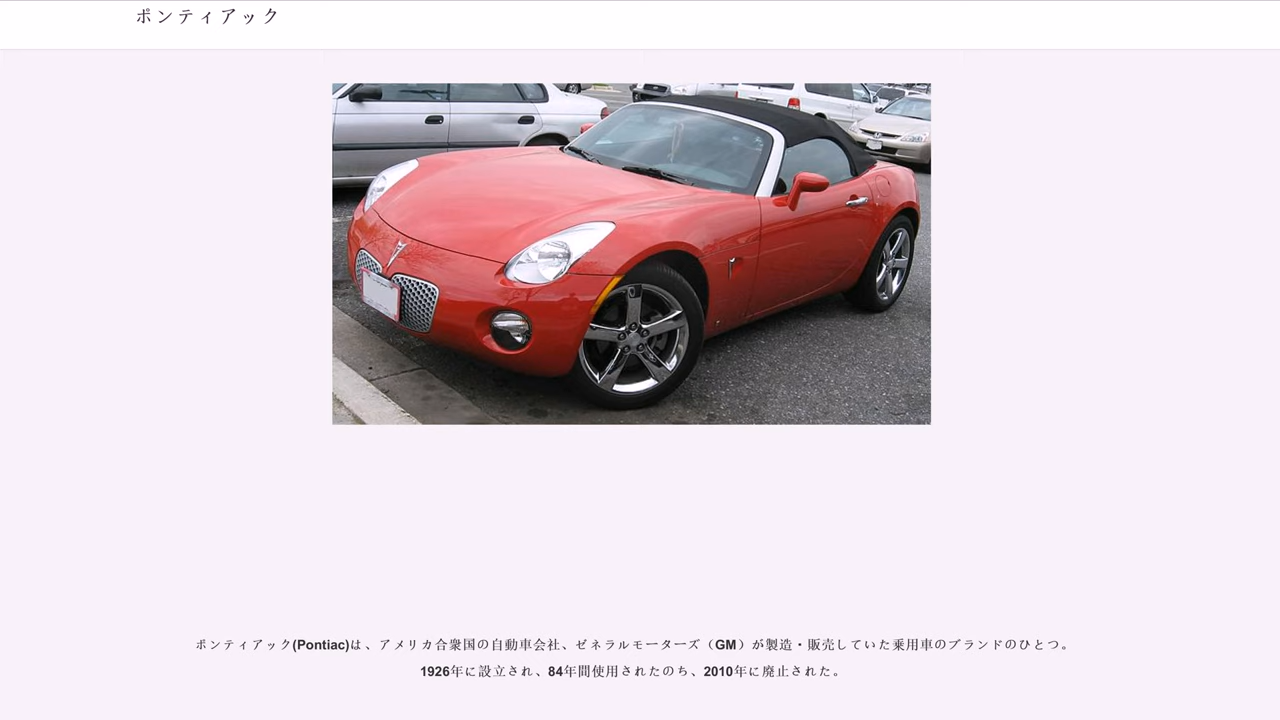 ポンティアック
ポンティアック(Pontiac)は、アメリカ合衆国の自動車会社、ゼネラルモーターズ（GM）が製造・販売していた乗用車のブランドのひとつ。
1926年に設立され、84年間使用されたのち、2010年に廃止された。